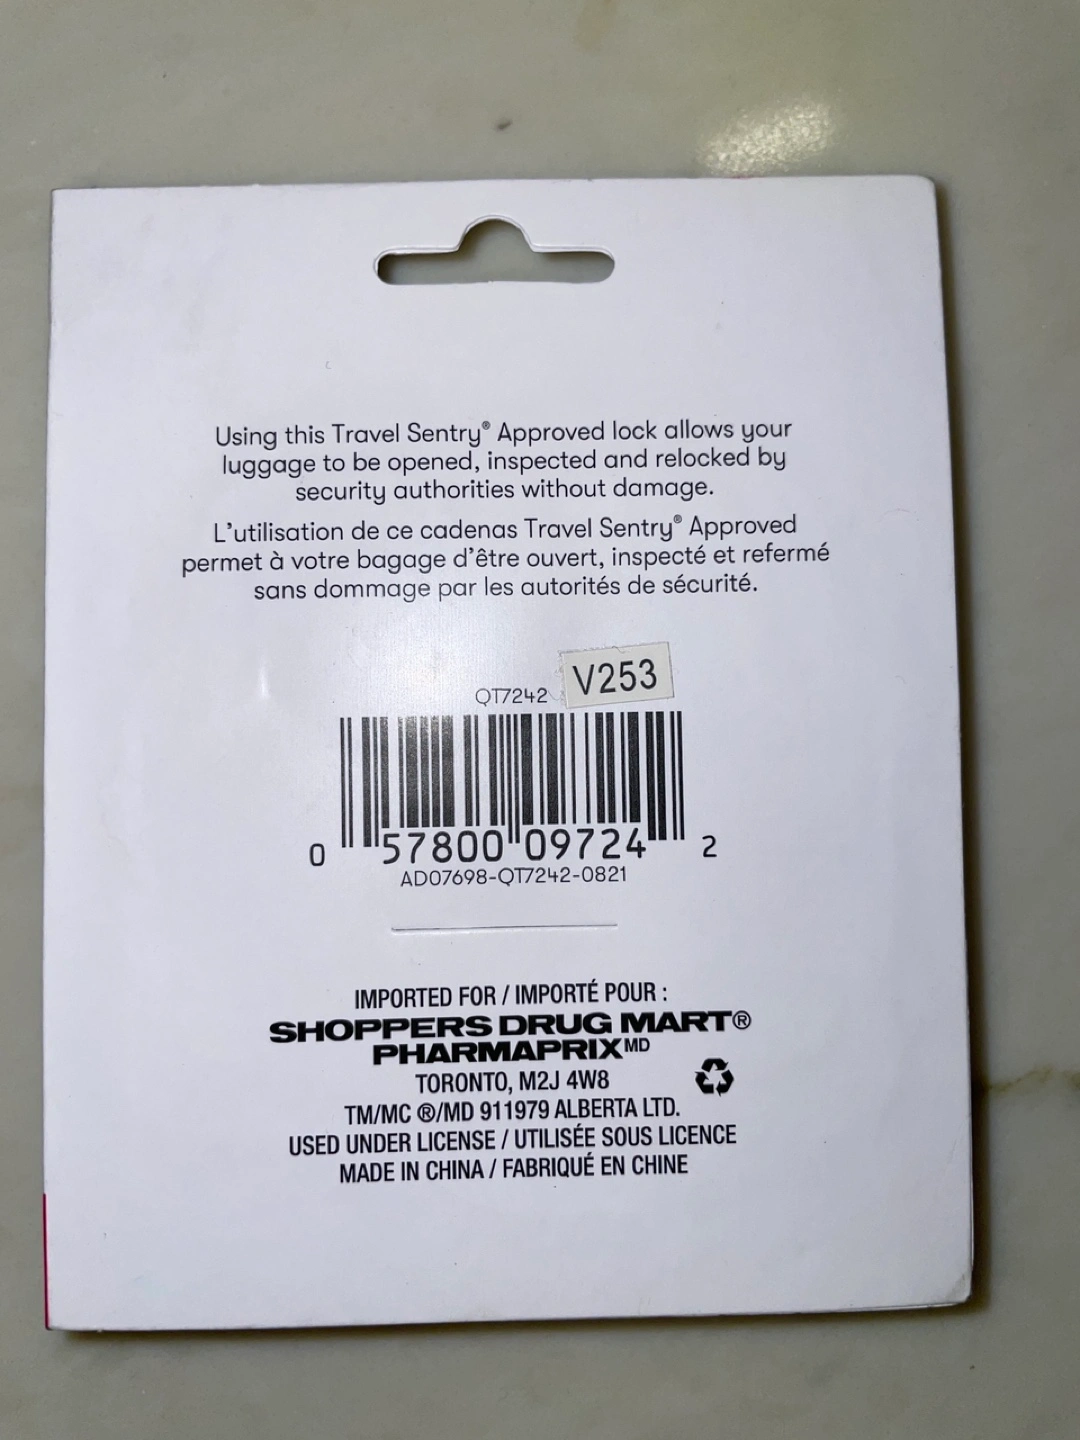 Using this Travel Sentry® Approved lock allows your
luggage to be opened, inspected and relocked by
security authorities without damage.
L'utilisation de ce cadenas Travel Sentry® Approved
permet à votre bagage d'être ouvert, inspecté et refermé
sans dommage par les autorités de sécurité.
QT7242 V253
0 57800 09724 2
AD07698-QT7242-0821
IMPORTED FOR / IMPORTÉ POUR :
SHOPPERS DRUG MART®
PHARMAPRIX MD
TORONTO, M2J 4W8
TM/MC ®/MD 911979 ALBERTA LTD.
USED UNDER LICENSE / UTILISÉE SOUS LICENCE
MADE IN CHINA / FABRIQUÉ EN CHINE